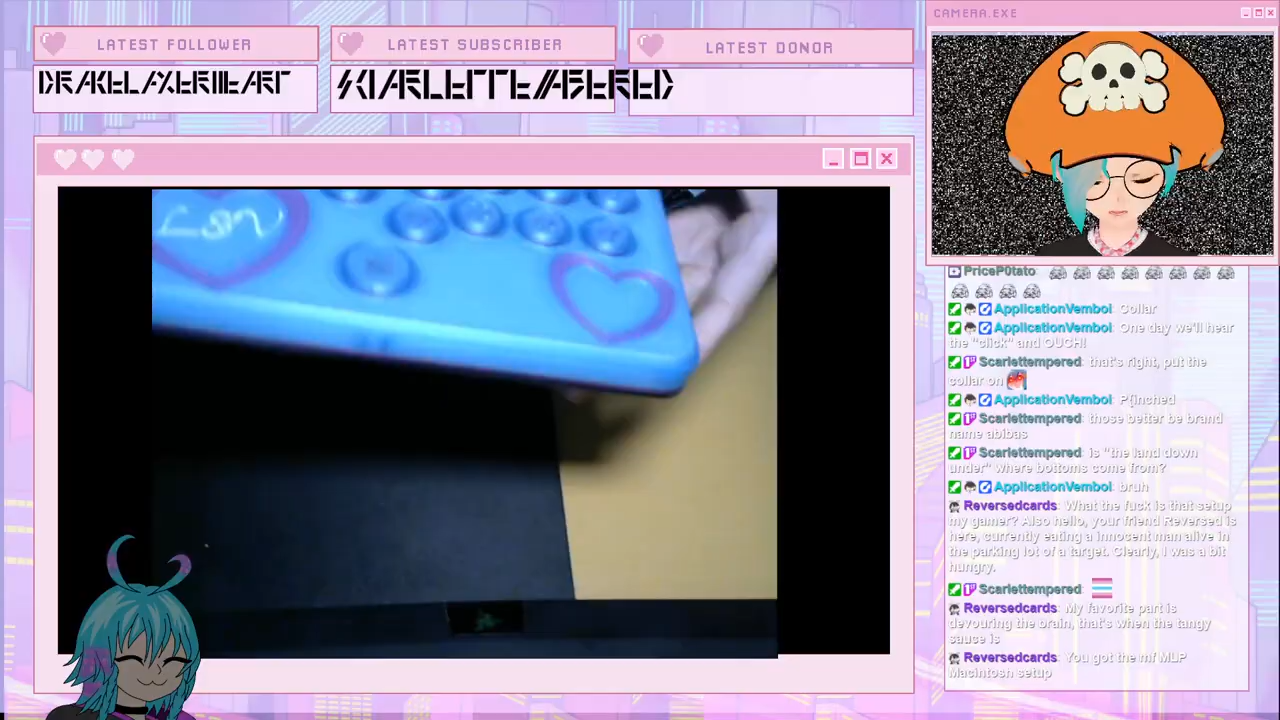 CAMERA.EXE
LATEST FOLLOWER
LATEST SUBSCRIBER
LATEST DONOR
SCARLETTEMPERED
PriceP0tato:
ApplicationVembol: Collar
ApplicationVembol: One day we'll hear
the "click" and OUCH!
Scarlettempered: that's right, put the
collar on
ApplicationVembol: P{inched
Scarlettempered: those better be brand
name abibas
Scarlettempered: is "the land down
under" where bottoms come from?
ApplicationVembol: bruh
Reversedcards: What the fuck is that setup
my gamer? Also hello, your friend Reversed is
here, currently eating a innocent man alive in
the parking lot of a target. Clearly, I was a bit
hungry.
Scarlettempered:
Reversedcards: My favorite part is
devouring the brain, that's when the tangy
sauce is
Reversedcards: You got the mf MLP
Macintosh setup